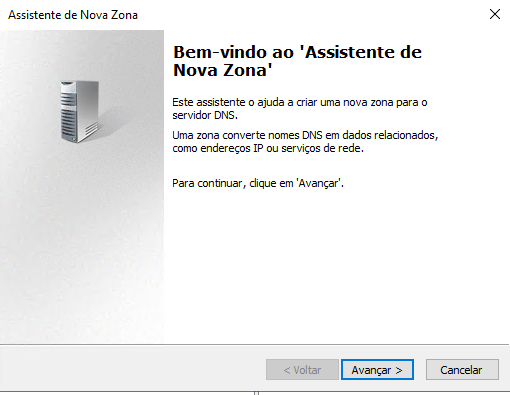 Assistente de Nova Zona
Bem-vindo ao 'Assistente de
Nova Zona'
Este assistente o ajuda a criar uma nova zona para o
servidor DNS.
Uma zona converte nomes DNS em dados relacionados,
como endereços IP ou serviços de rede.
Para continuar, clique em 'Avançar'.
< Voltar
Avançar >
Cancelar